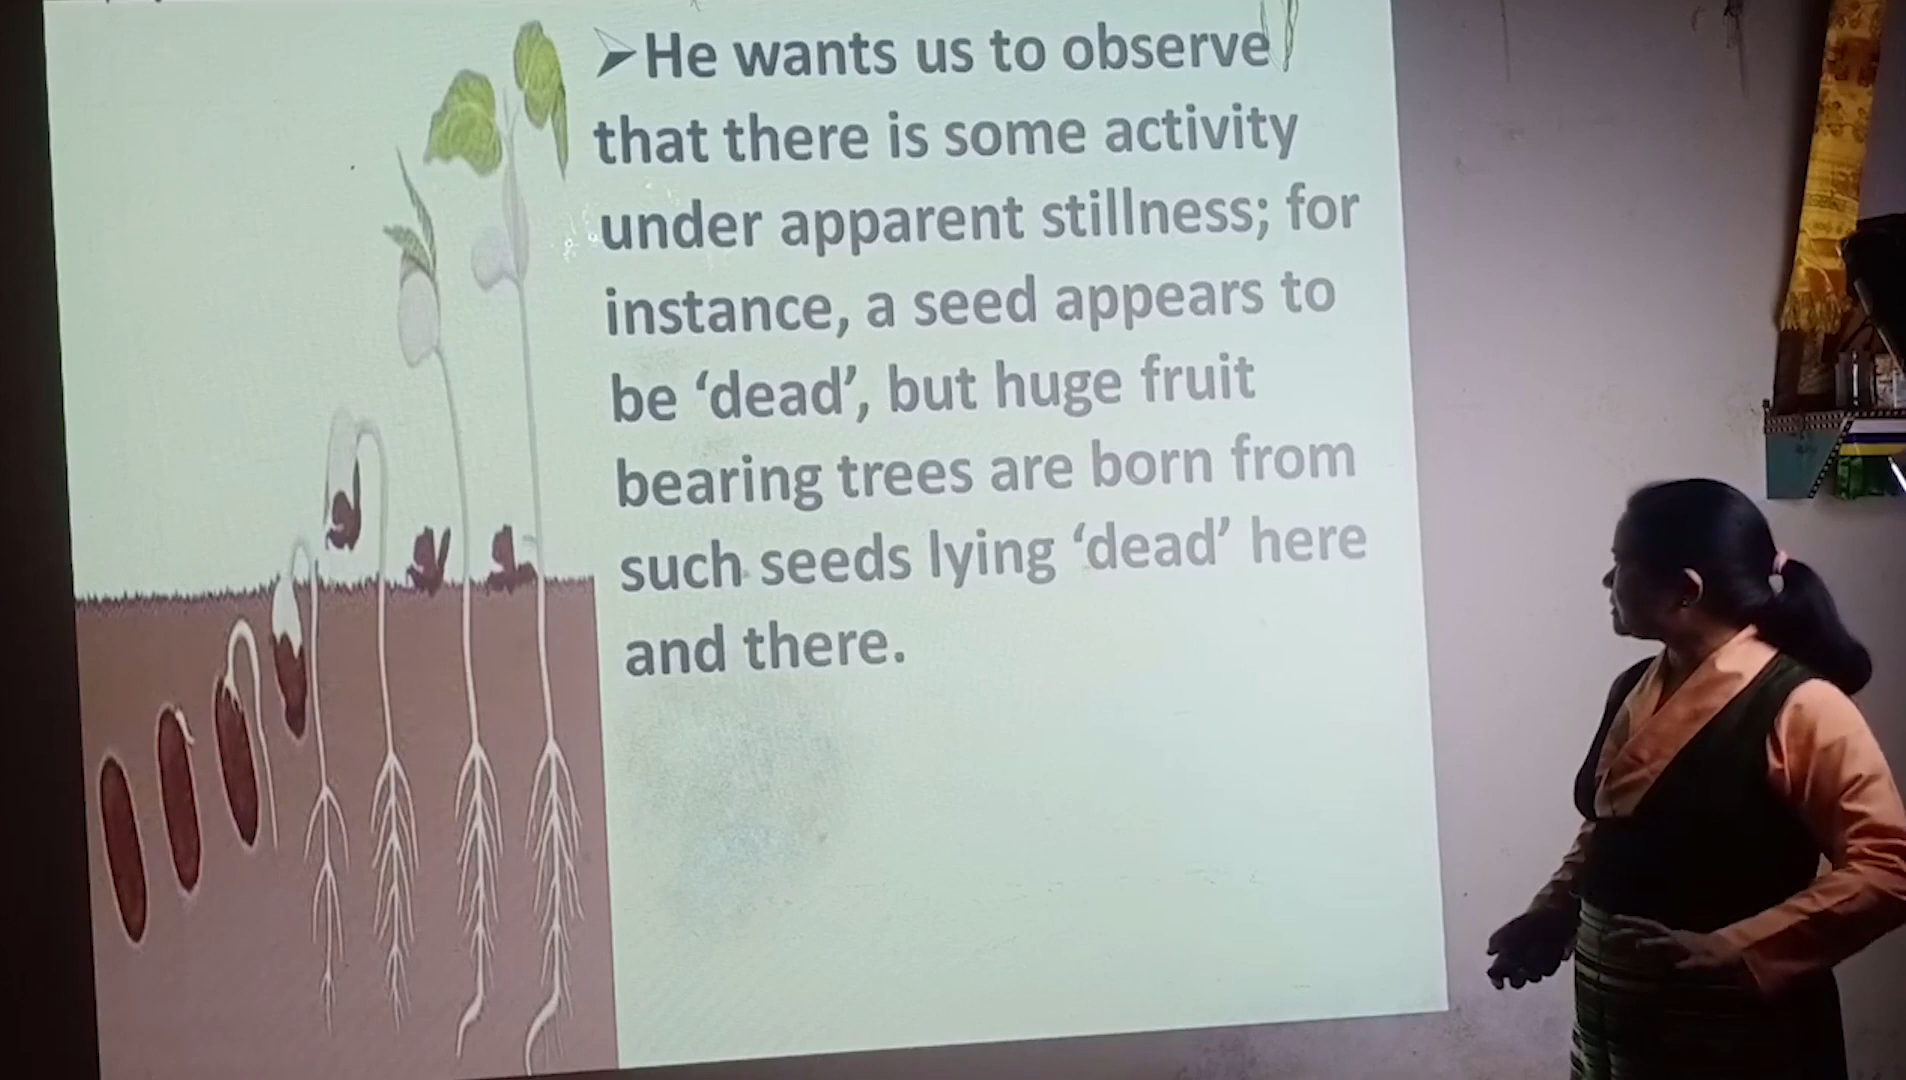 ➢He wants us to observe
that there is some activity
under apparent stillness; for
instance, a seed appears to
be ‘dead’, but huge fruit
bearing trees are born from
such seeds lying ‘dead’ here
and there.